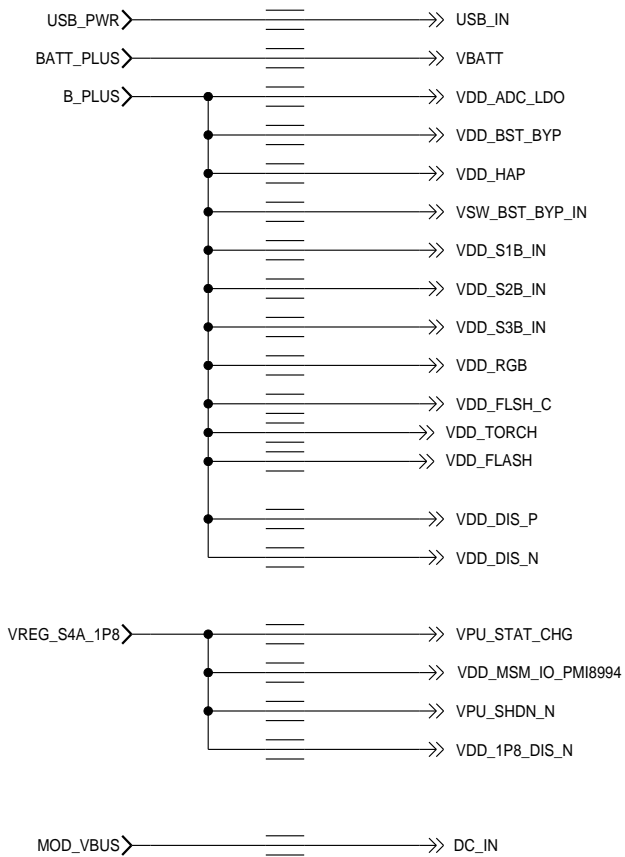 USB_PWR USB_IN
BATT_PLUS VBATT
B_PLUS VDD_ADC_LDO
VDD_BST_BYP
VDD_HAP
VSW_BST_BYP_IN
VDD_S1B_IN
VDD_S2B_IN
VDD_S3B_IN
VDD_RGB
VDD_FLSH_C
VDD_TORCH
VDD_FLASH
VDD_DIS_P
VDD_DIS_N
VREG_S4A_1P8 VPU_STAT_CHG
VDD_MSM_IO_PMI8994
VPU_SHDN_N
VDD_1P8_DIS_N
MOD_VBUS DC_IN